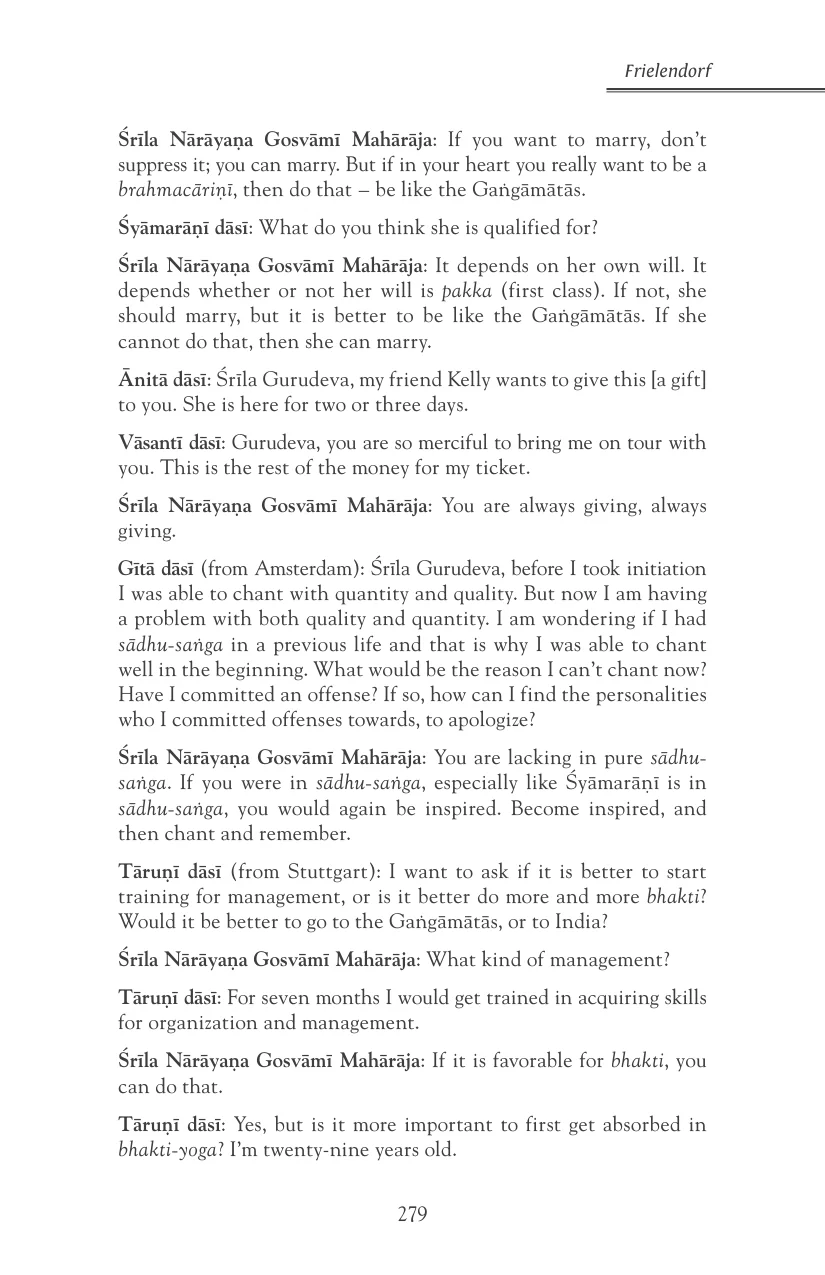 Frielendorf
Śrīla Nārāyaṇa Gosvāmī Mahārāja: If you want to marry, don’t
suppress it; you can marry. But if in your heart you really want to be a
brahmacāriṇī, then do that – be like the Gaṅgāmātās.
Śyāmarāṇī dāsī: What do you think she is qualified for?
Śrīla Nārāyaṇa Gosvāmī Mahārāja: It depends on her own will. It
depends whether or not her will is pakka (first class). If not, she
should marry, but it is better to be like the Gaṅgāmātās. If she
cannot do that, then she can marry.
Ānitā dāsī: Śrīla Gurudeva, my friend Kelly wants to give this [a gift]
to you. She is here for two or three days.
Vāsantī dāsī: Gurudeva, you are so merciful to bring me on tour with
you. This is the rest of the money for my ticket.
Śrīla Nārāyaṇa Gosvāmī Mahārāja: You are always giving, always
giving.
Gītā dāsī (from Amsterdam): Śrīla Gurudeva, before I took initiation
I was able to chant with quantity and quality. But now I am having
a problem with both quality and quantity. I am wondering if I had
sādhu-saṅga in a previous life and that is why I was able to chant
well in the beginning. What would be the reason I can’t chant now?
Have I committed an offense? If so, how can I find the personalities
who I committed offenses towards, to apologize?
Śrīla Nārāyaṇa Gosvāmī Mahārāja: You are lacking in pure sādhu-
saṅga. If you were in sādhu-saṅga, especially like Śyāmarāṇī is in
sādhu-saṅga, you would again be inspired. Become inspired, and
then chant and remember.
Tāruṇī dāsī (from Stuttgart): I want to ask if it is better to start
training for management, or is it better do more and more bhakti?
Would it be better to go to the Gaṅgāmātās, or to India?
Śrīla Nārāyaṇa Gosvāmī Mahārāja: What kind of management?
Tāruṇī dāsī: For seven months I would get trained in acquiring skills
for organization and management.
Śrīla Nārāyaṇa Gosvāmī Mahārāja: If it is favorable for bhakti, you
can do that.
Tāruṇī dāsī: Yes, but is it more important to first get absorbed in
bhakti-yoga? I’m twenty-nine years old.
279